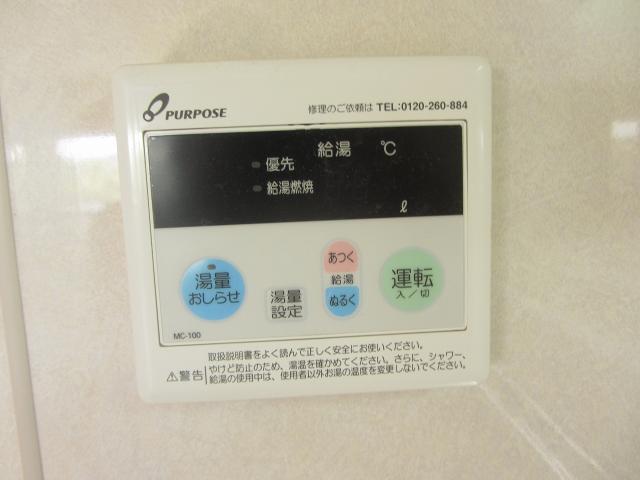 PURPOSE
修理のご依頼は TEL:0120-260-884
給湯 ℃
優先
給湯燃焼
ℓ
湯量
おしらせ
湯量
設定
あつく
給湯
ぬるく
運転
入／切
MC-100
取扱説明書をよく読んで正しく安全にお使いください。
⚠警告
やけど防止のため、湯温を確かめてください。さらに、シャワー、
給湯の使用中は、使用者以外お湯の温度を変更しないでください。